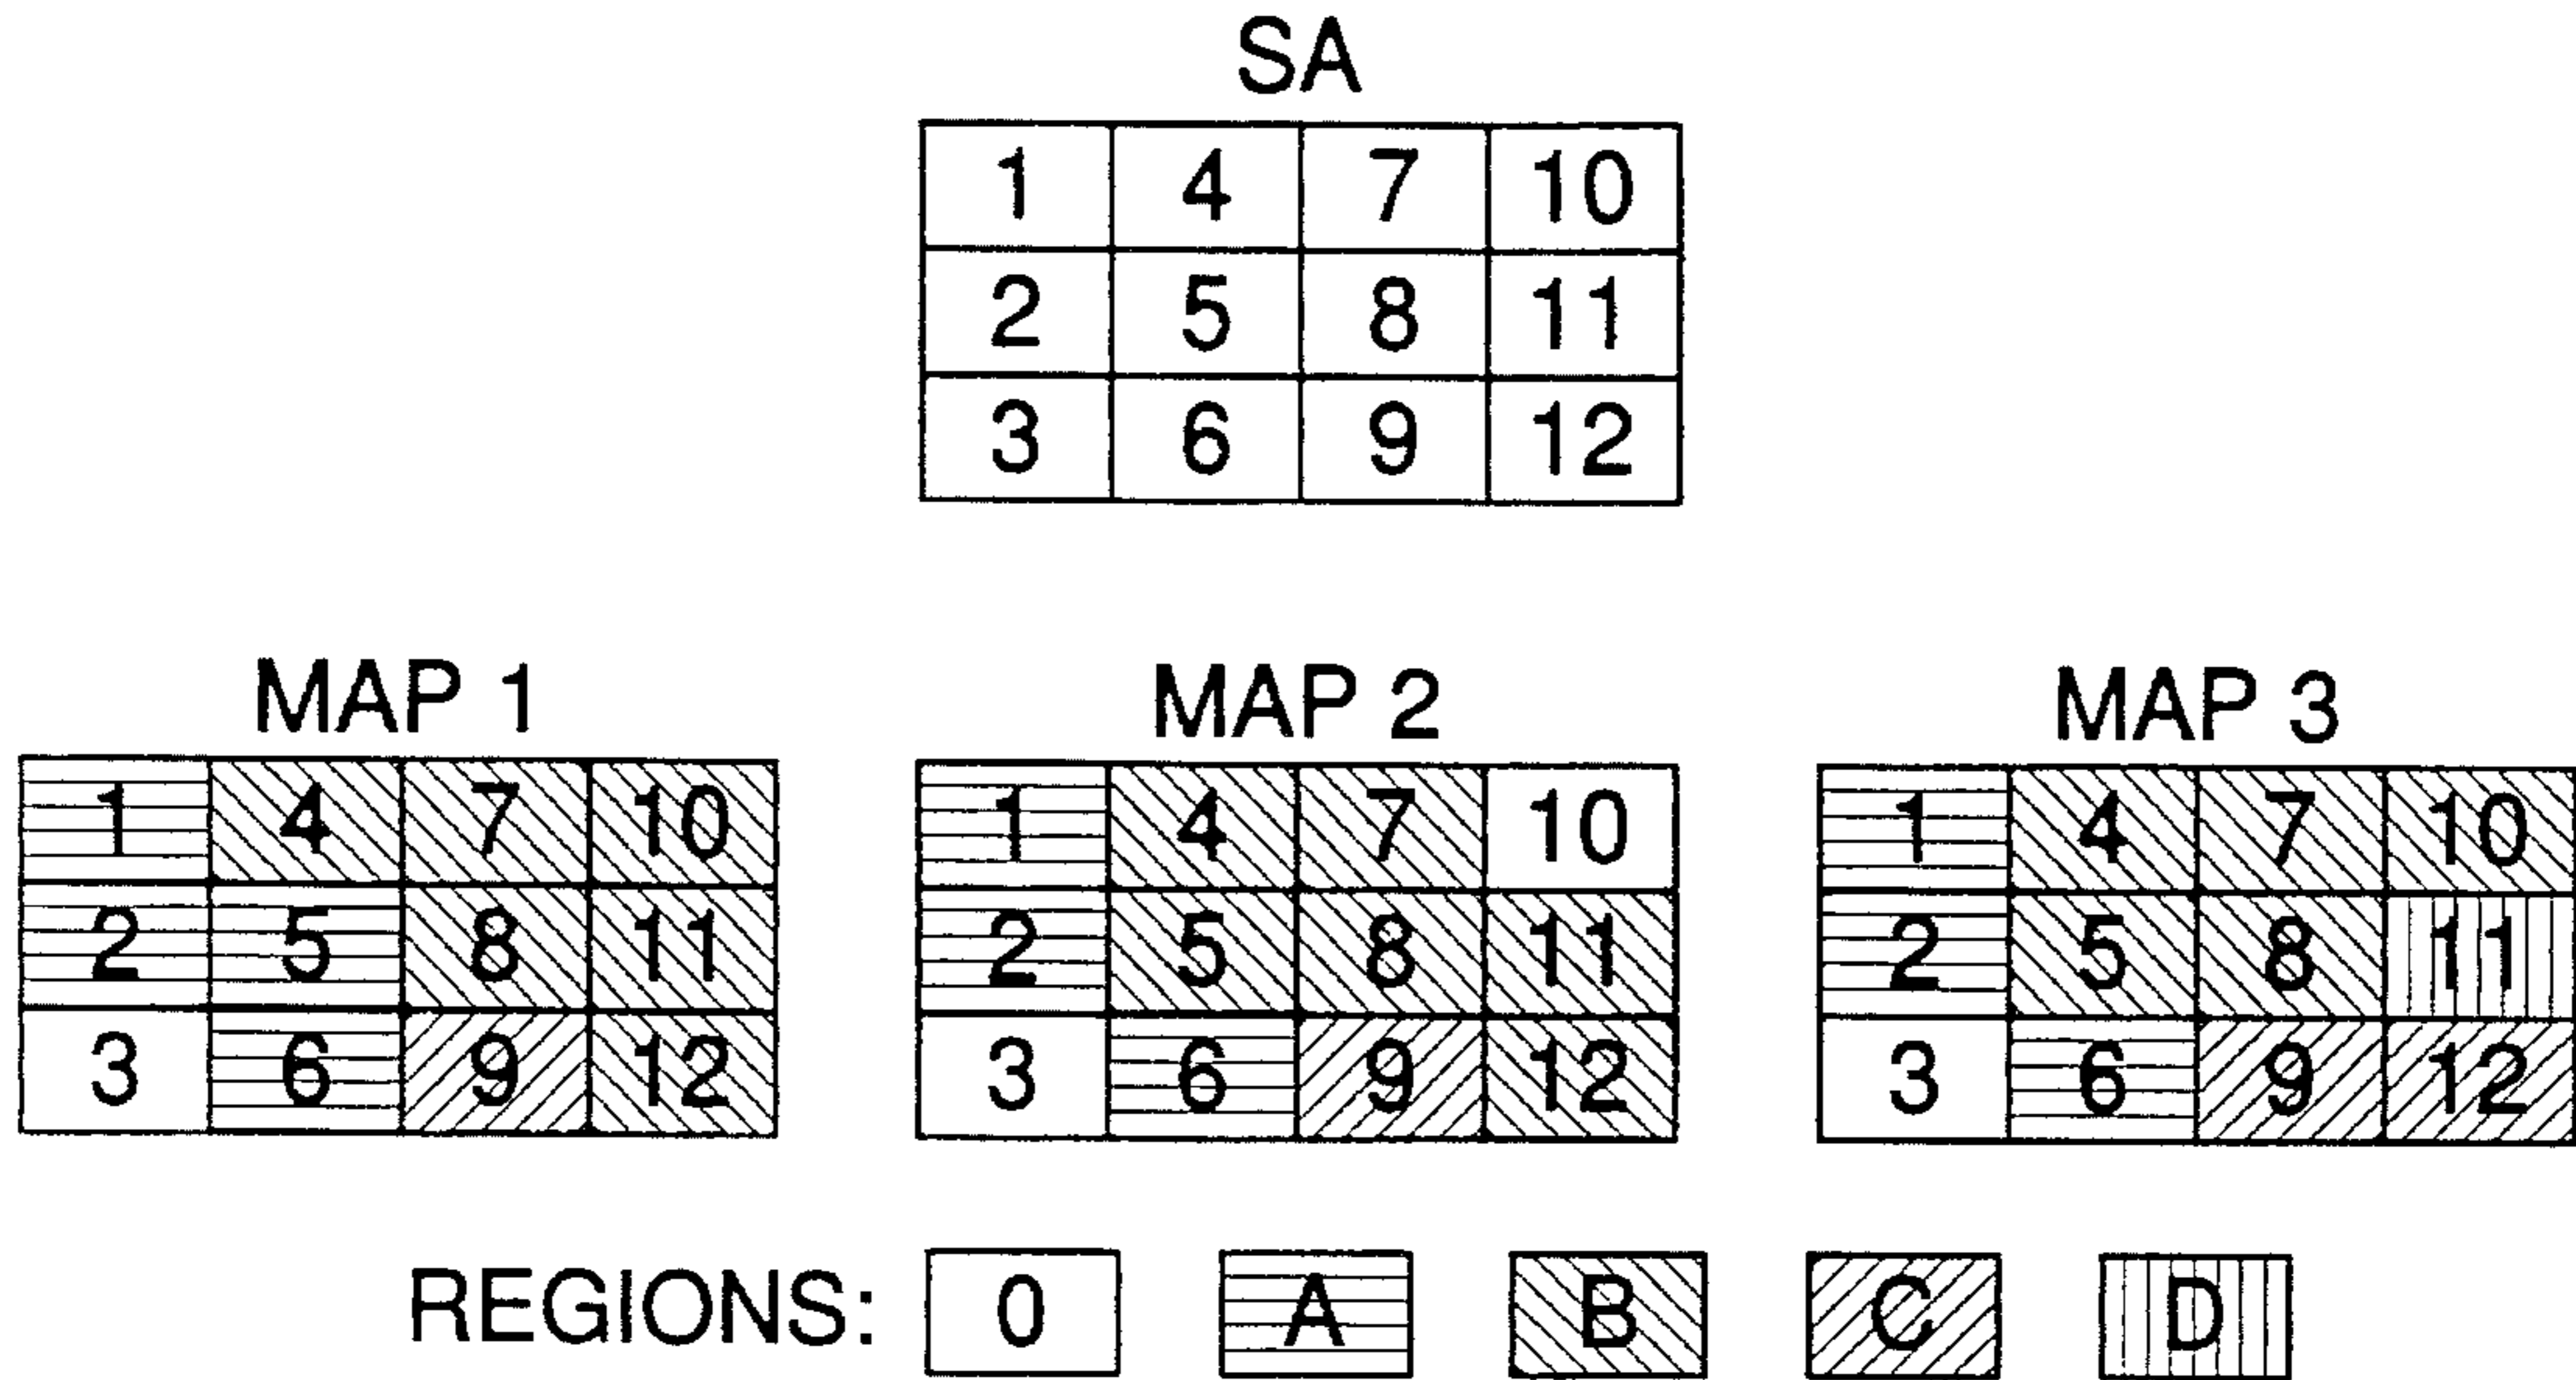 SA
1 4 7 10
2 5 8 11
3 6 9 12
MAP 1 MAP 2 MAP 3
1 4 7 10 1 4 7 10 1 4 7 10
2 5 8 11 2 5 8 11 2 5 8 11
3 6 9 12 3 6 9 12 3 6 9 12
REGIONS: 0 A B C D